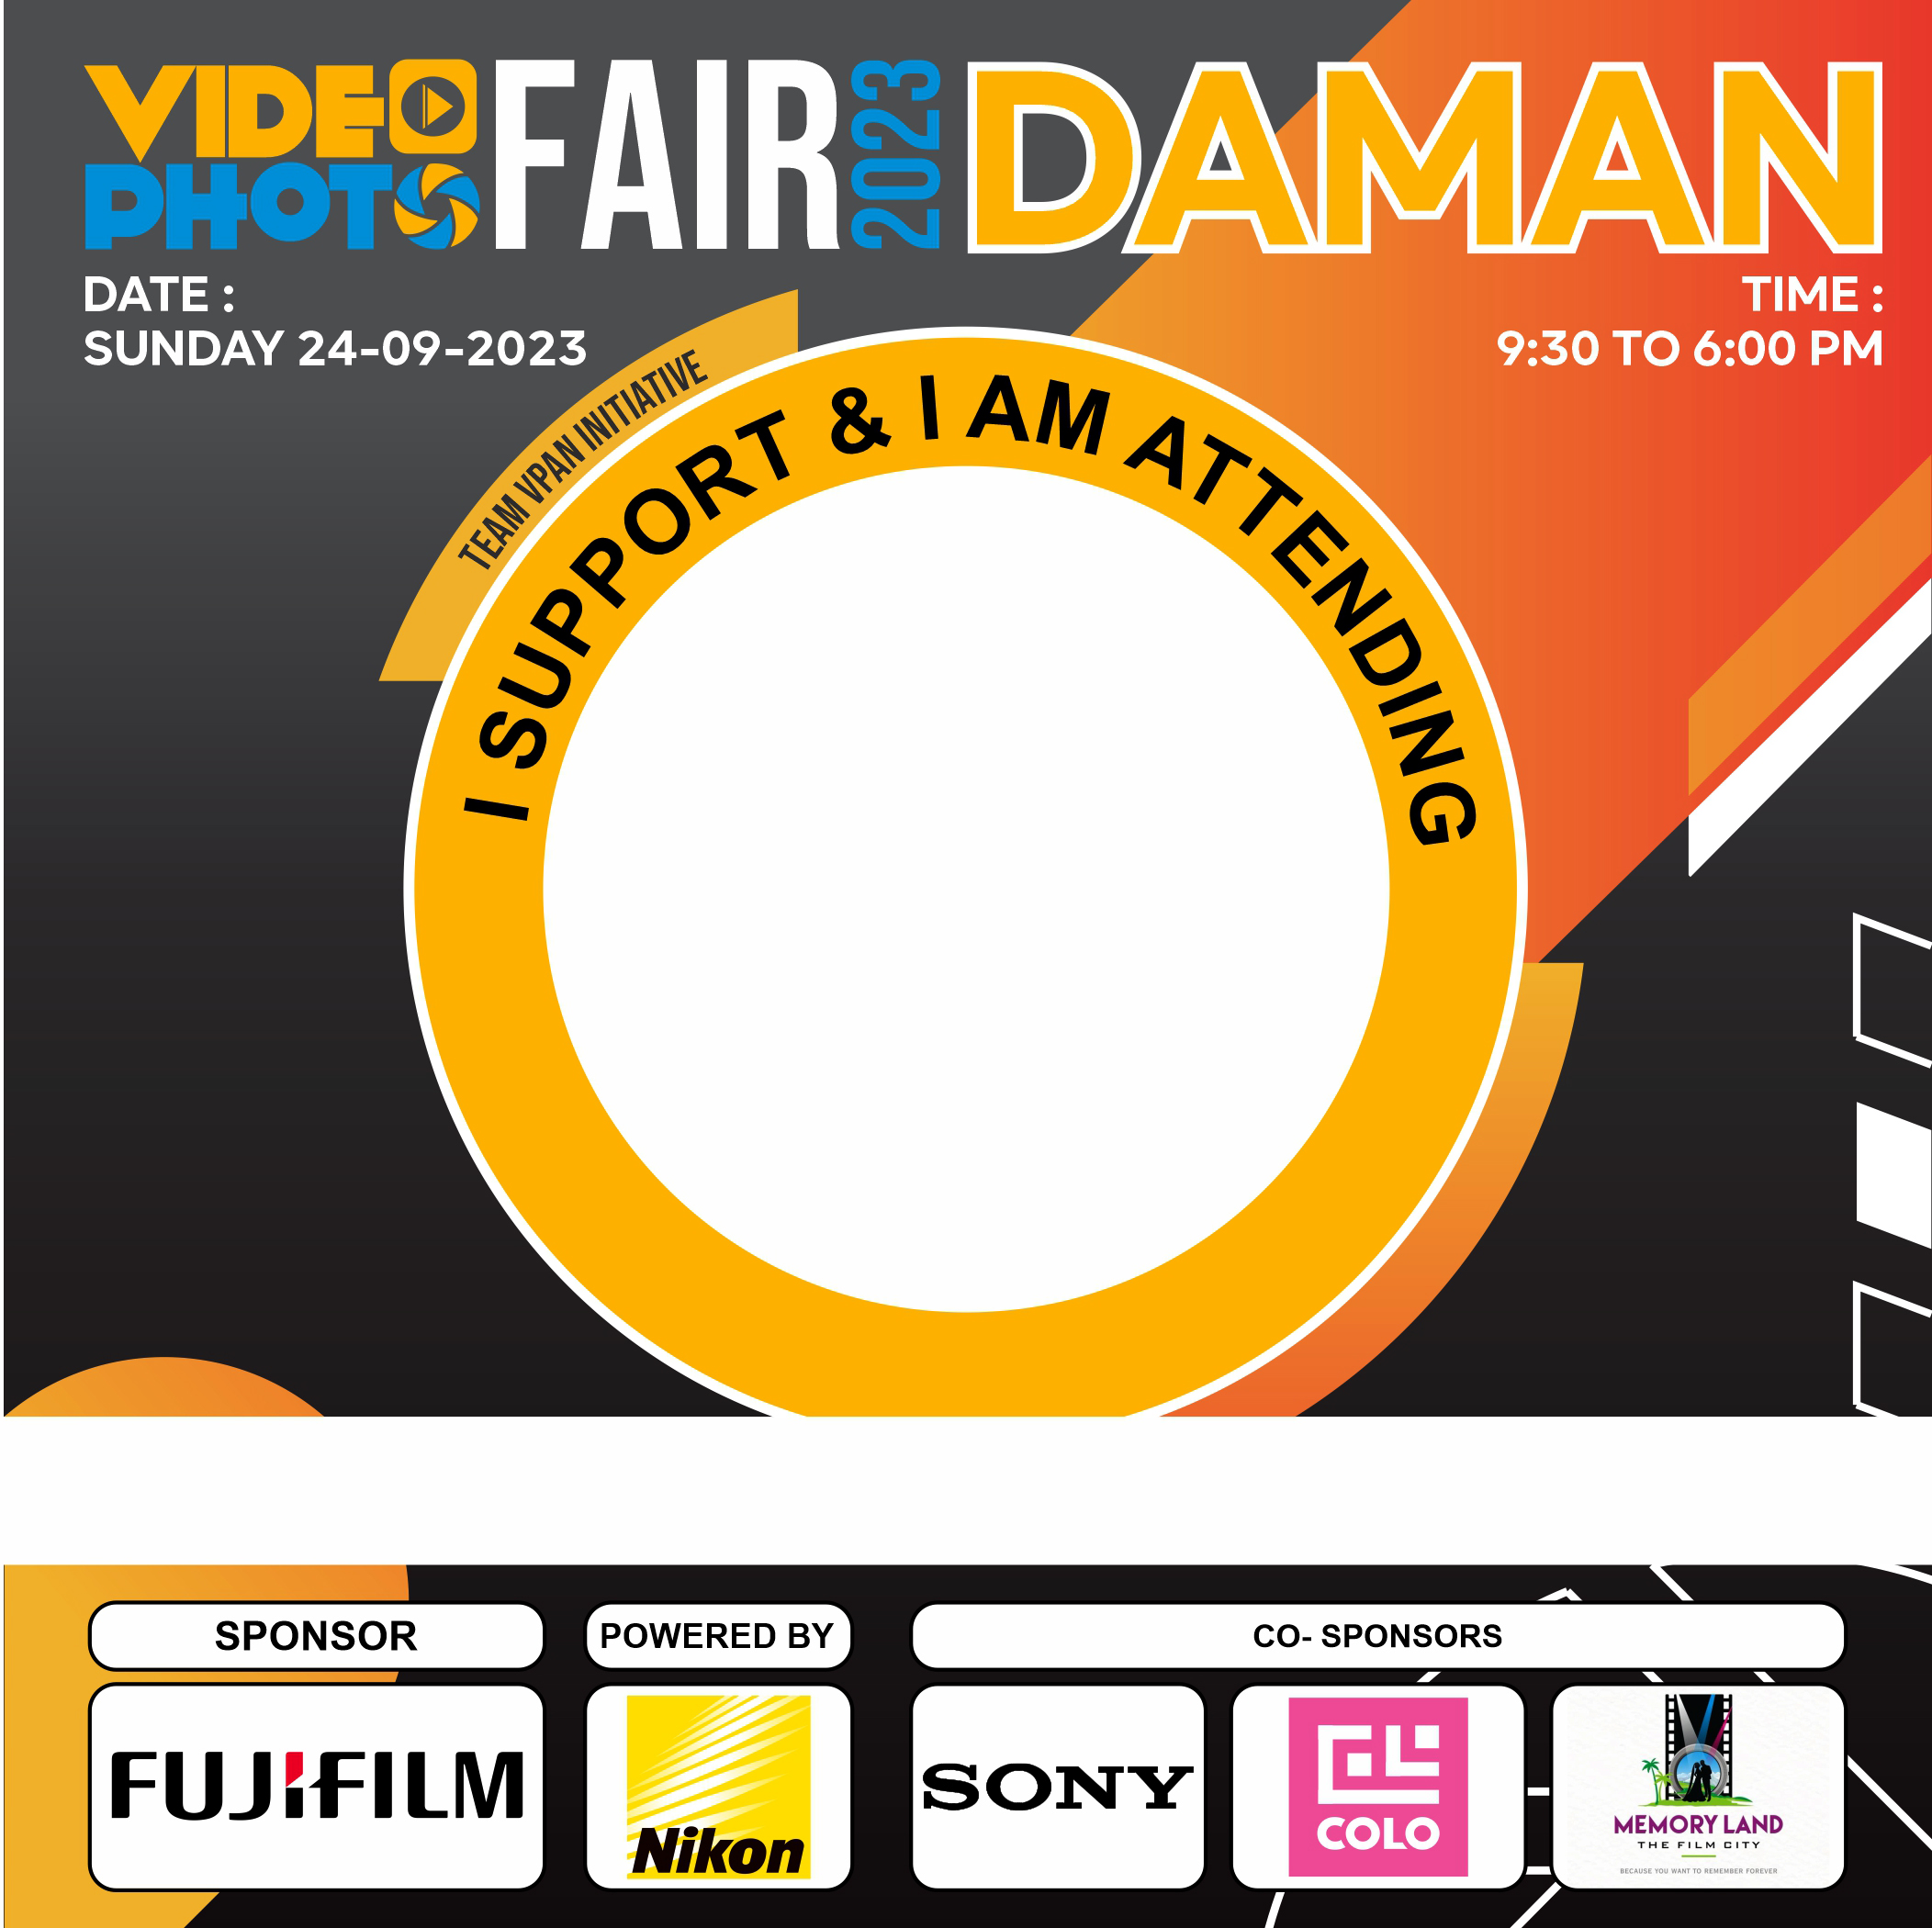 VIDEO PHOTO FAIR 2023 DAMAN
DATE :
SUNDAY 24-09-2023
TIME :
9:30 TO 6:00 PM
TEAM VPAN INITIATIVE
I SUPPORT & I AM ATTENDING
SPONSOR
FUJIFILM
POWERED BY
Nikon
CO- SPONSORS
SONY
COLO
MEMORY LAND
THE FILM CITY
BECAUSE YOU WANT TO REMEMBER FOREVER